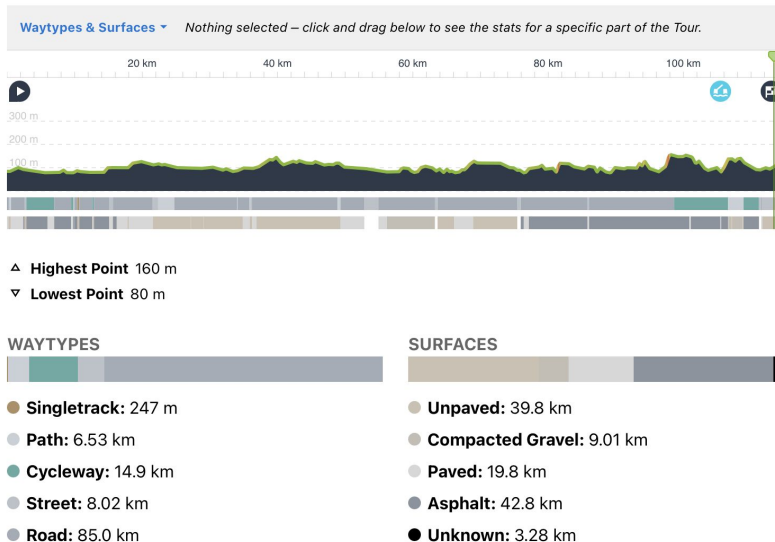 Waytypes & Surfaces Nothing selected – click and drag below to see the stats for a specific part of the Tour.
20 km 40 km 60 km 80 km 100 km
300 m
200 m
100 m
Highest Point 160 m
Lowest Point 80 m
WAYTYPES
Singletrack: 247 m
Path: 6.53 km
Cycleway: 14.9 km
Street: 8.02 km
Road: 85.0 km
SURFACES
Unpaved: 39.8 km
Compacted Gravel: 9.01 km
Paved: 19.8 km
Asphalt: 42.8 km
Unknown: 3.28 km